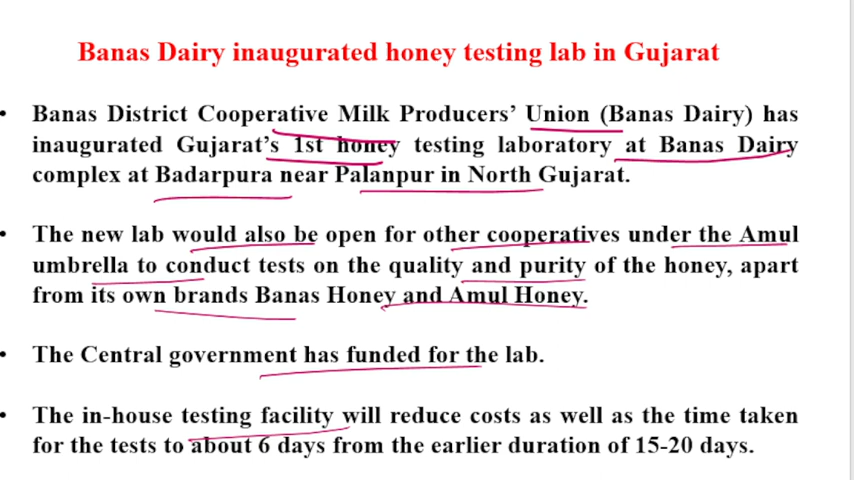 Banas Dairy inaugurated honey testing lab in Gujarat
• Banas District Cooperative Milk Producers’ Union (Banas Dairy) has
inaugurated Gujarat’s 1st honey testing laboratory at Banas Dairy
complex at Badarpura near Palanpur in North Gujarat.
• The new lab would also be open for other cooperatives under the Amul
umbrella to conduct tests on the quality and purity of the honey, apart
from its own brands Banas Honey and Amul Honey.
• The Central government has funded for the lab.
• The in-house testing facility will reduce costs as well as the time taken
for the tests to about 6 days from the earlier duration of 15-20 days.